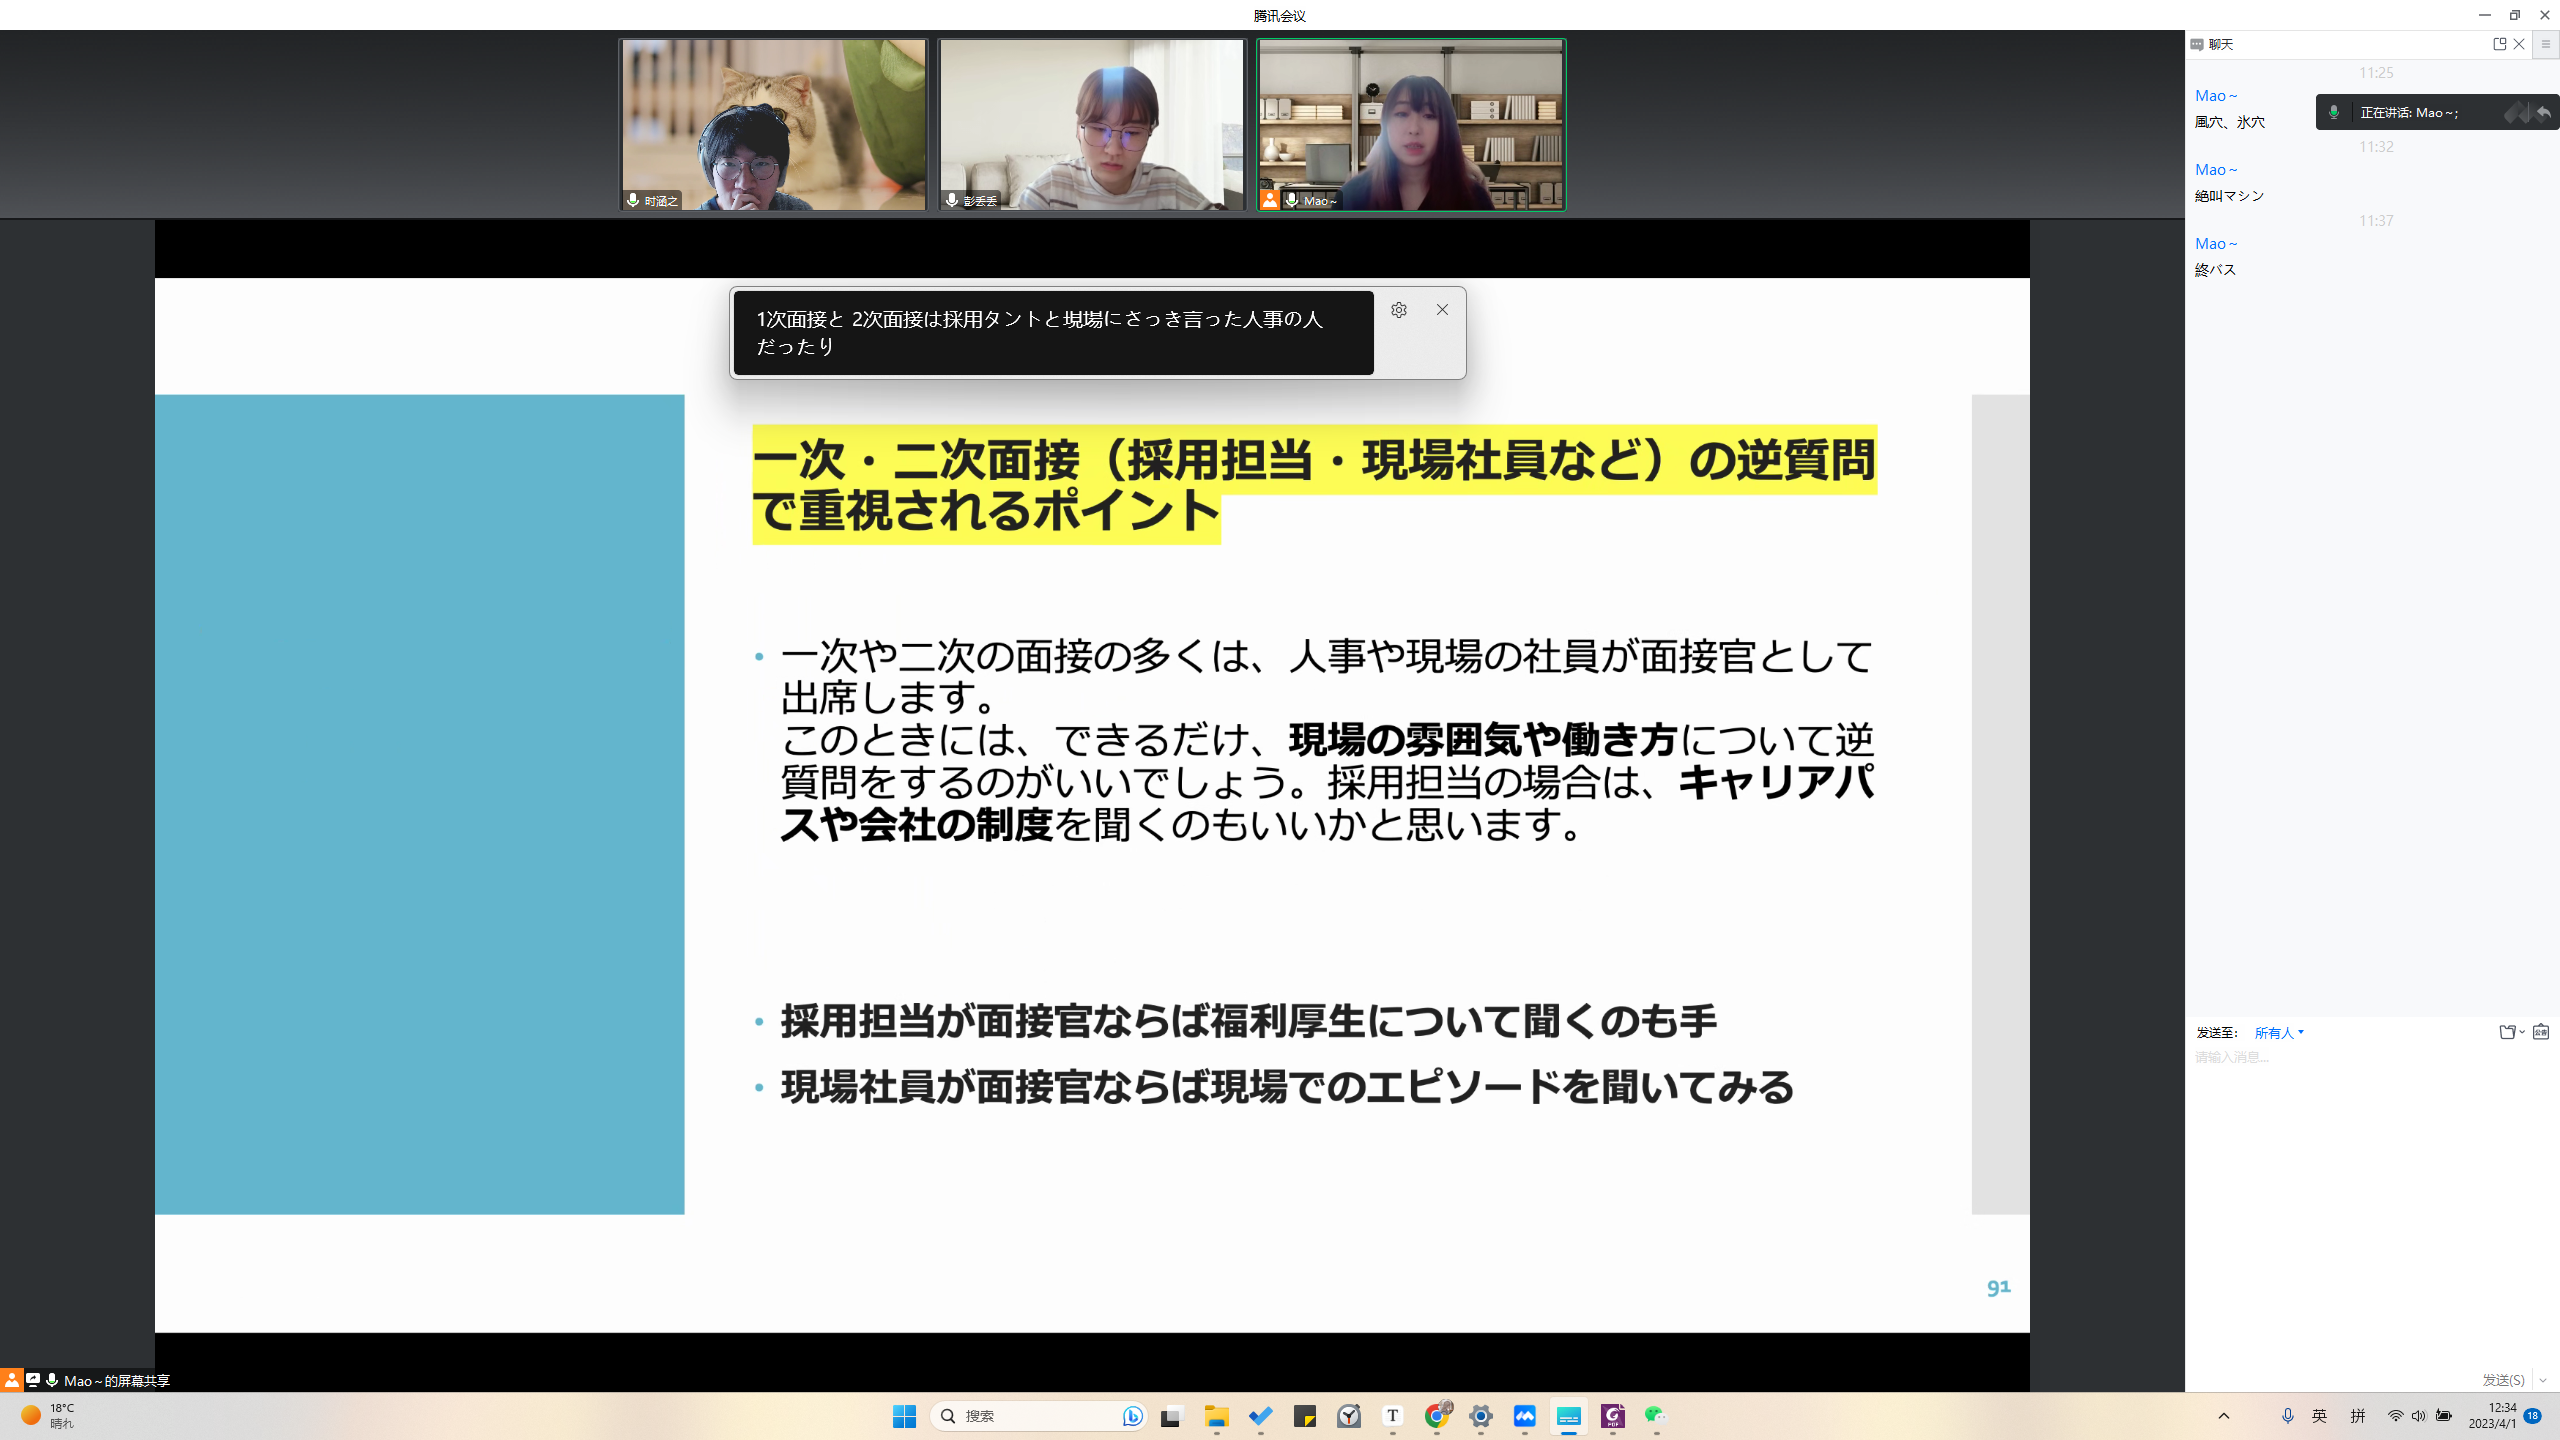 腾讯会议
时涵之
彭丢丢
Mao～
聊天
11:25
Mao～
風穴、氷穴
正在讲话: Mao～;
11:32
Mao～
絶叫マシン
11:37
Mao～
終バス
1次面接と 2次面接は採用タントと現場にさっき言った人事の人
だったり
一次・二次面接（採用担当・現場社員など）の逆質問
で重視されるポイント
• 一次や二次の面接の多くは、人事や現場の社員が面接官として
出席します。
このときには、できるだけ、現場の雰囲気や働き方について逆
質問をするのがいいでしょう。採用担当の場合は、キャリアパ
スや会社の制度を聞くのもいいかと思います。
• 採用担当が面接官ならば福利厚生について聞くのも手
• 現場社員が面接官ならば現場でのエピソードを聞いてみる
91
发送至: 所有人
请输入消息...
发送(S)
Mao～的屏幕共享
18°C
晴れ
搜索
英 拼
12:34
2023/4/1
18